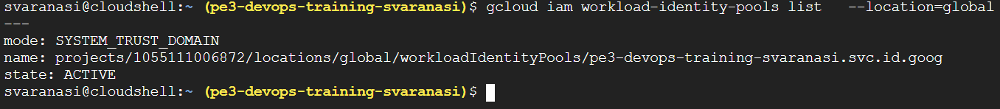 svaranasi@cloudshell:~ (pe3-devops-training-svaranasi)$ gcloud iam workload-identity-pools list   --location=global
---
mode: SYSTEM_TRUST_DOMAIN
name: projects/1055111006872/locations/global/workloadIdentityPools/pe3-devops-training-svaranasi.svc.id.goog
state: ACTIVE
svaranasi@cloudshell:~ (pe3-devops-training-svaranasi)$